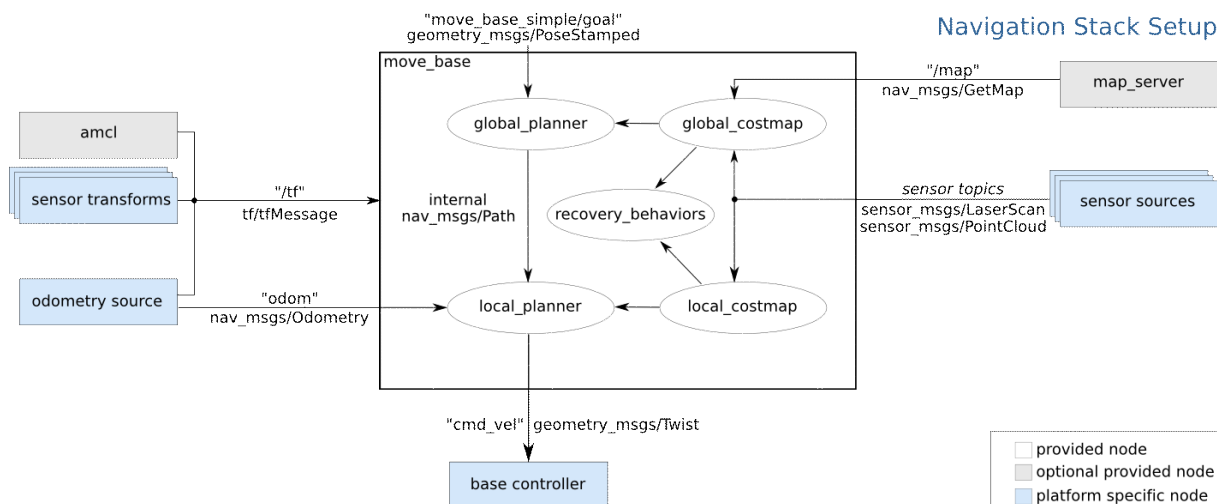 "move_base_simple/goal"
geometry_msgs/PoseStamped
Navigation Stack Setup
move_base
"/map"
nav_msgs/GetMap
map_server
amcl
global_planner
global_costmap
sensor transforms
"/tf"
tf/tfMessage
internal
nav_msgs/Path
recovery_behaviors
sensor topics
sensor_msgs/LaserScan
sensor_msgs/PointCloud
sensor sources
odometry source
"odom"
nav_msgs/Odometry
local_planner
local_costmap
"cmd_vel" geometry_msgs/Twist
base controller
provided node
optional provided node
platform specific node